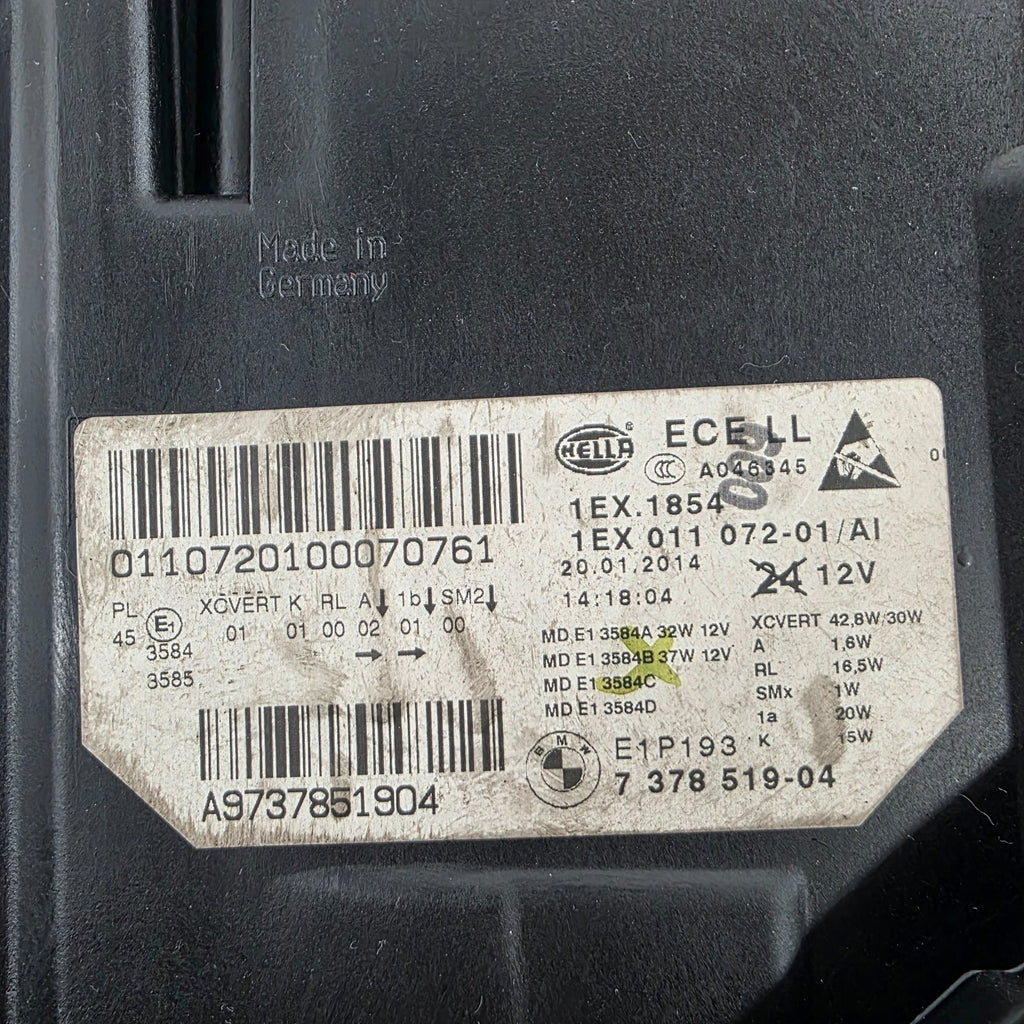 Made in
Germany
HELLA ®
ECE LL
CCC A046345
009
1EX.1854
1EX 011 072-01/AI
20.01.2014
14:18:04
24 12V
0110720100070761
PL XCVERT K RL A↓ 1b↓ SM2↓
45 E1 01 01 00 02 01 00
3584 → →
3585
MD E1 3584A 32W 12V
MD E1 3584B 37W 12V
MD E1 3584C
MD E1 3584D
XCVERT 42,8W/30W
A 1,6W
RL 16,5W
SMx 1W
1a 20W
K 15W
A9737851904
BMW
E1P193
7 378 519-04